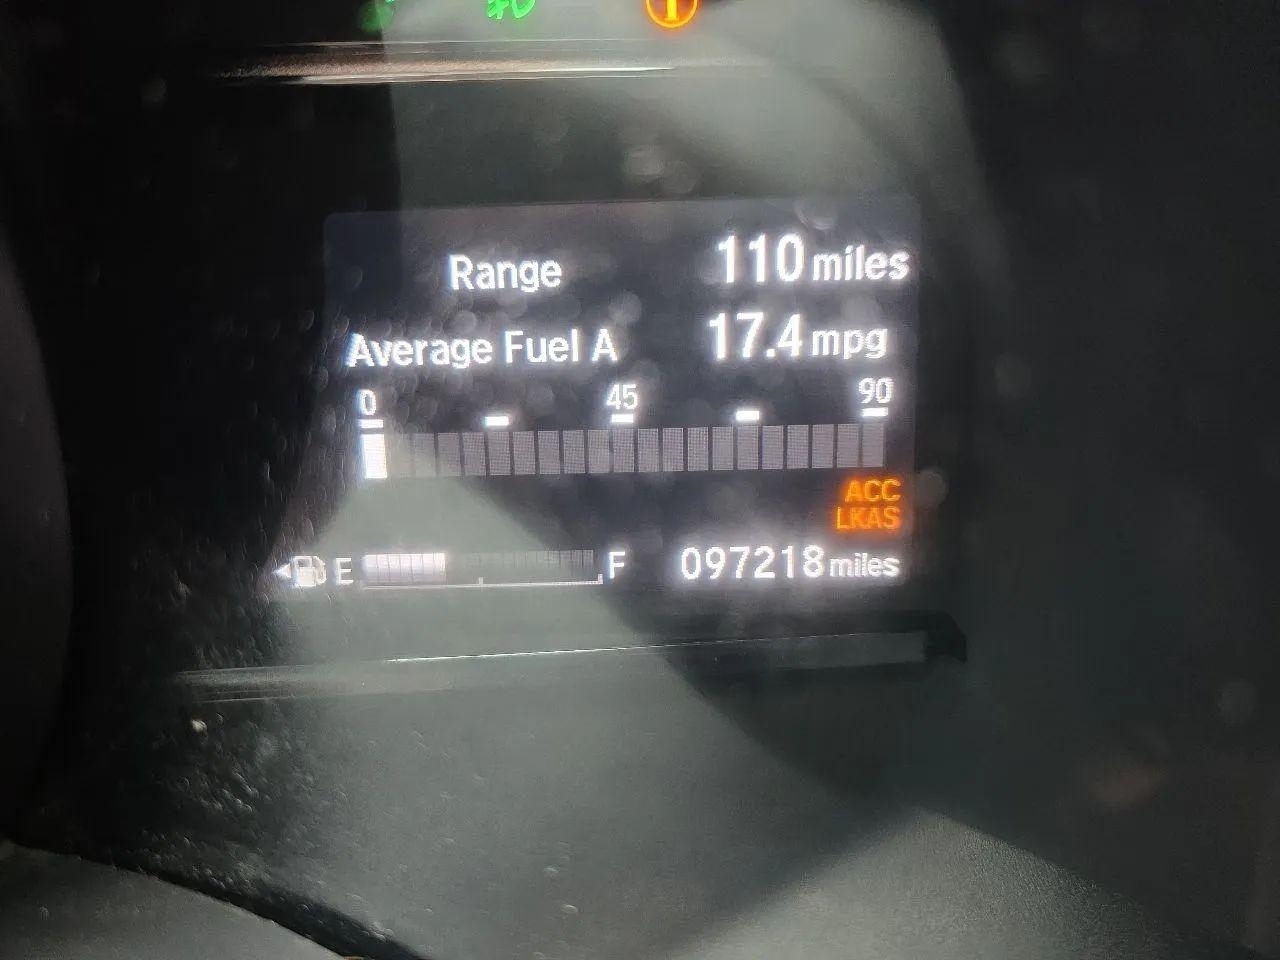 Range 110 miles
Average Fuel A 17.4 mpg
0 45 90
ACC
LKAS
E F 097218 miles